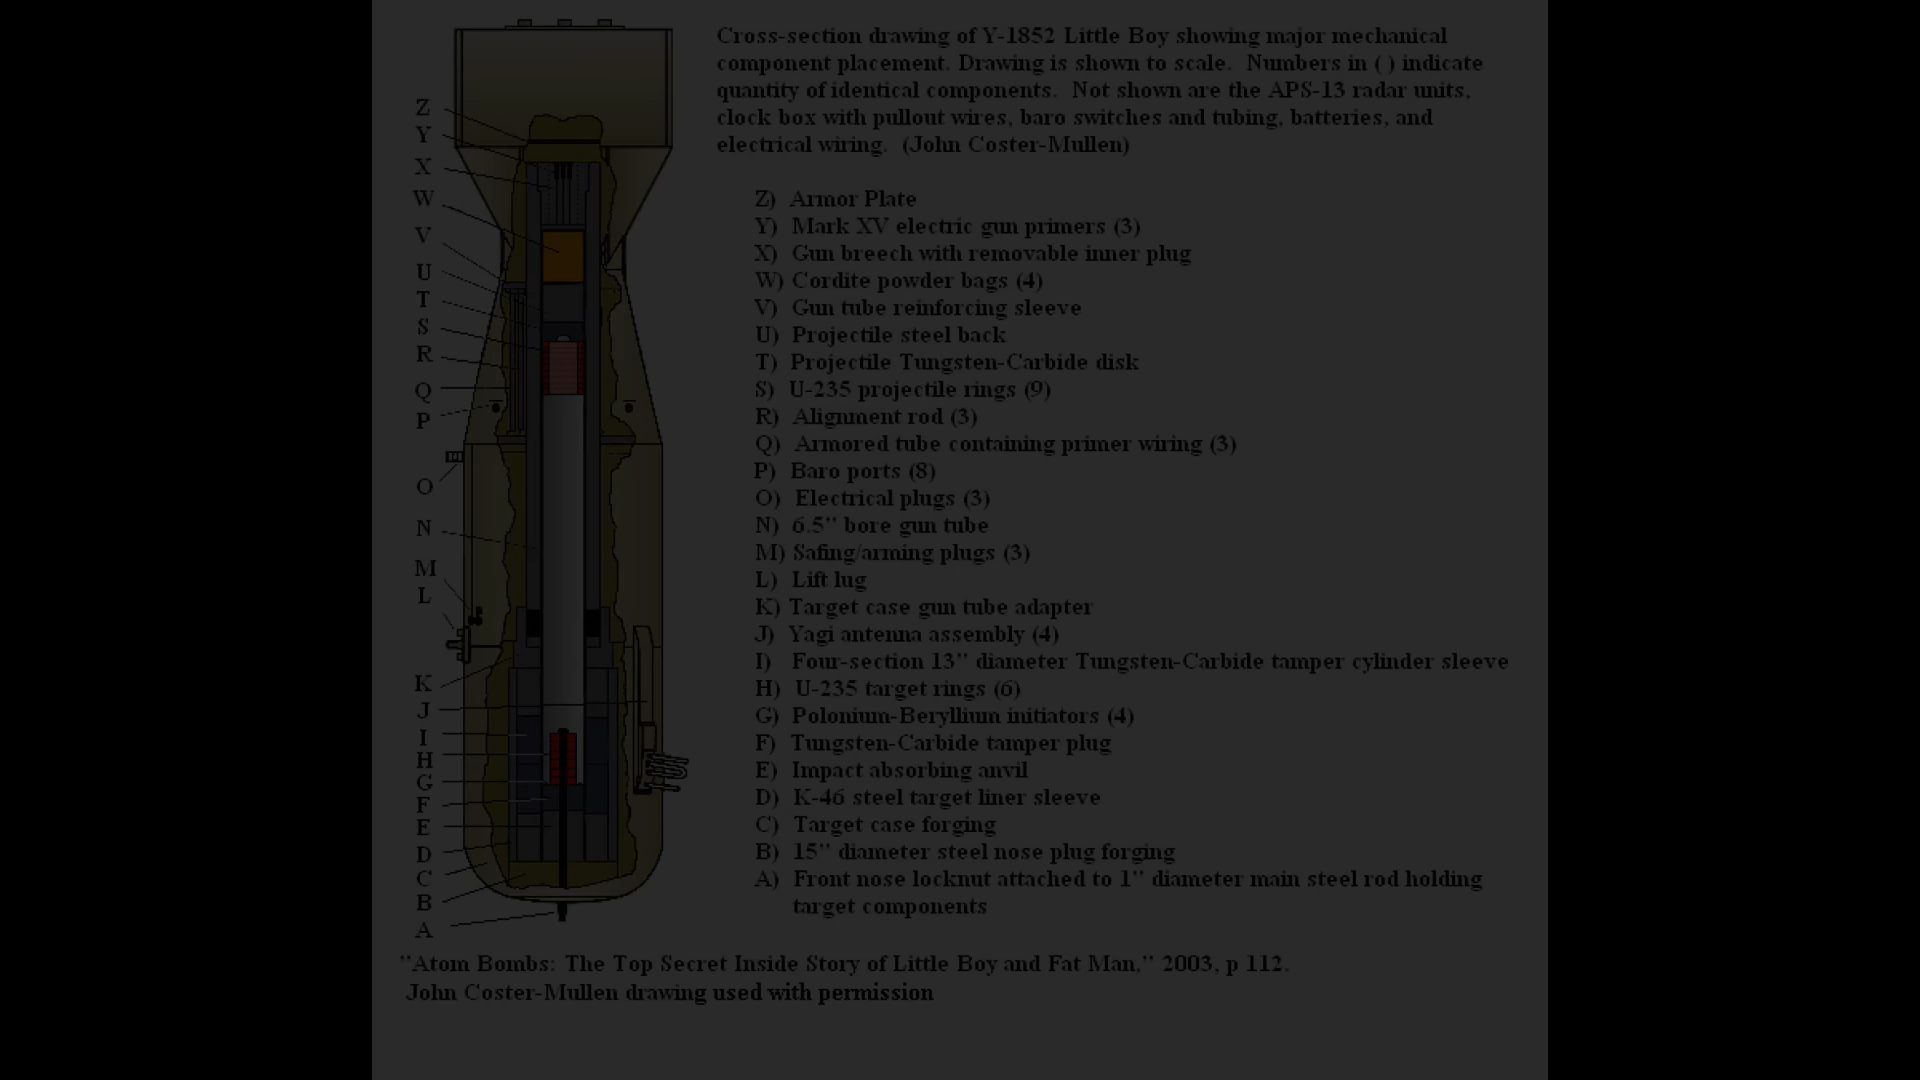 Cross-section drawing of Y-1852 Little Boy showing major mechanical
component placement. Drawing is shown to scale. Numbers in ( ) indicate
quantity of identical components. Not shown are the APS-13 radar units,
clock box with pullout wires, baro switches and tubing, batteries, and
electrical wiring. (John Coster-Mullen)
Z
Y
X
W
V
U
T
S
R
Q
P
O
N
M
L
K
J
I
H
G
F
E
D
C
B
A
Z) Armor Plate
Y) Mark XV electric gun primers (3)
X) Gun breech with removable inner plug
W) Cordite powder bags (4)
V) Gun tube reinforcing sleeve
U) Projectile steel back
T) Projectile Tungsten-Carbide disk
S) U-235 projectile rings (9)
R) Alignment rod (3)
Q) Armored tube containing primer wiring (3)
P) Baro ports (8)
O) Electrical plugs (3)
N) 6.5" bore gun tube
M) Safing/arming plugs (3)
L) Lift lug
K) Target case gun tube adapter
J) Yagi antenna assembly (4)
I) Four-section 13" diameter Tungsten-Carbide tamper cylinder sleeve
H) U-235 target rings (6)
G) Polonium-Beryllium initiators (4)
F) Tungsten-Carbide tamper plug
E) Impact absorbing anvil
D) K-46 steel target liner sleeve
C) Target case forging
B) 15" diameter steel nose plug forging
A) Front nose locknut attached to 1" diameter main steel rod holding
target components
"Atom Bombs: The Top Secret Inside Story of Little Boy and Fat Man," 2003, p 112.
John Coster-Mullen drawing used with permission